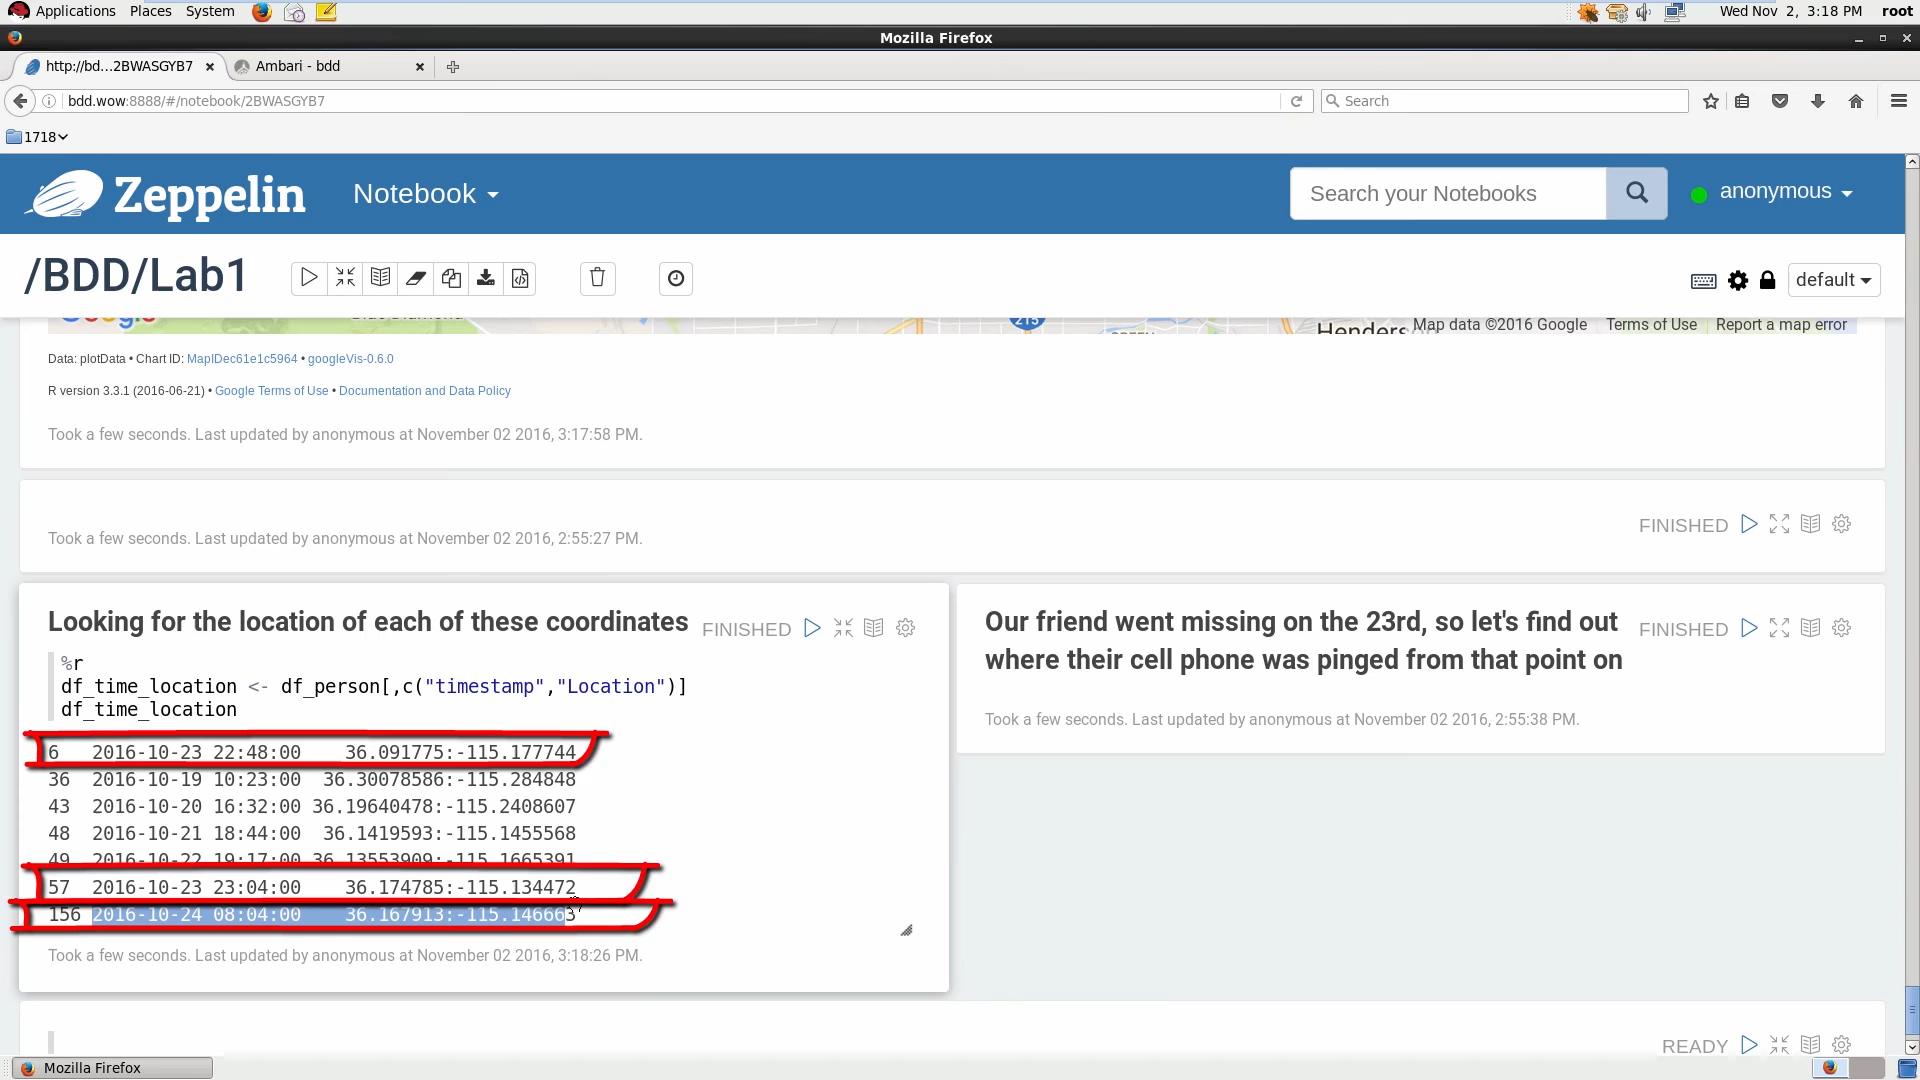 Applications Places System
Wed Nov 2, 3:18 PM root
Mozilla Firefox
http://bd...2BWASGYB7
Ambari - bdd
bdd.wow:8888/#/notebook/2BWASGYB7
Search
1718
Zeppelin
Notebook
Search your Notebooks
anonymous
/BDD/Lab1
default
215
Map data ©2016 Google Terms of Use Report a map error
Data: plotData • Chart ID: MapIDec61e1c5964 • googleVis-0.6.0
R version 3.3.1 (2016-06-21) • Google Terms of Use • Documentation and Data Policy
Took a few seconds. Last updated by anonymous at November 02 2016, 3:17:58 PM.
FINISHED
Took a few seconds. Last updated by anonymous at November 02 2016, 2:55:27 PM.
Looking for the location of each of these coordinates
FINISHED
%r
df_time_location <- df_person[,c("timestamp","Location")]
df_time_location
6 2016-10-23 22:48:00 36.091775:-115.177744
36 2016-10-19 10:23:00 36.30078586:-115.284848
43 2016-10-20 16:32:00 36.19640478:-115.2408607
48 2016-10-21 18:44:00 36.1419593:-115.1455568
49 2016-10-22 19:17:00 36.13553909:-115.1665391
57 2016-10-23 23:04:00 36.174785:-115.134472
156 2016-10-24 08:04:00 36.167913:-115.146663
Took a few seconds. Last updated by anonymous at November 02 2016, 3:18:26 PM.
Our friend went missing on the 23rd, so let's find out
where their cell phone was pinged from that point on
FINISHED
Took a few seconds. Last updated by anonymous at November 02 2016, 2:55:38 PM.
READY
Mozilla Firefox